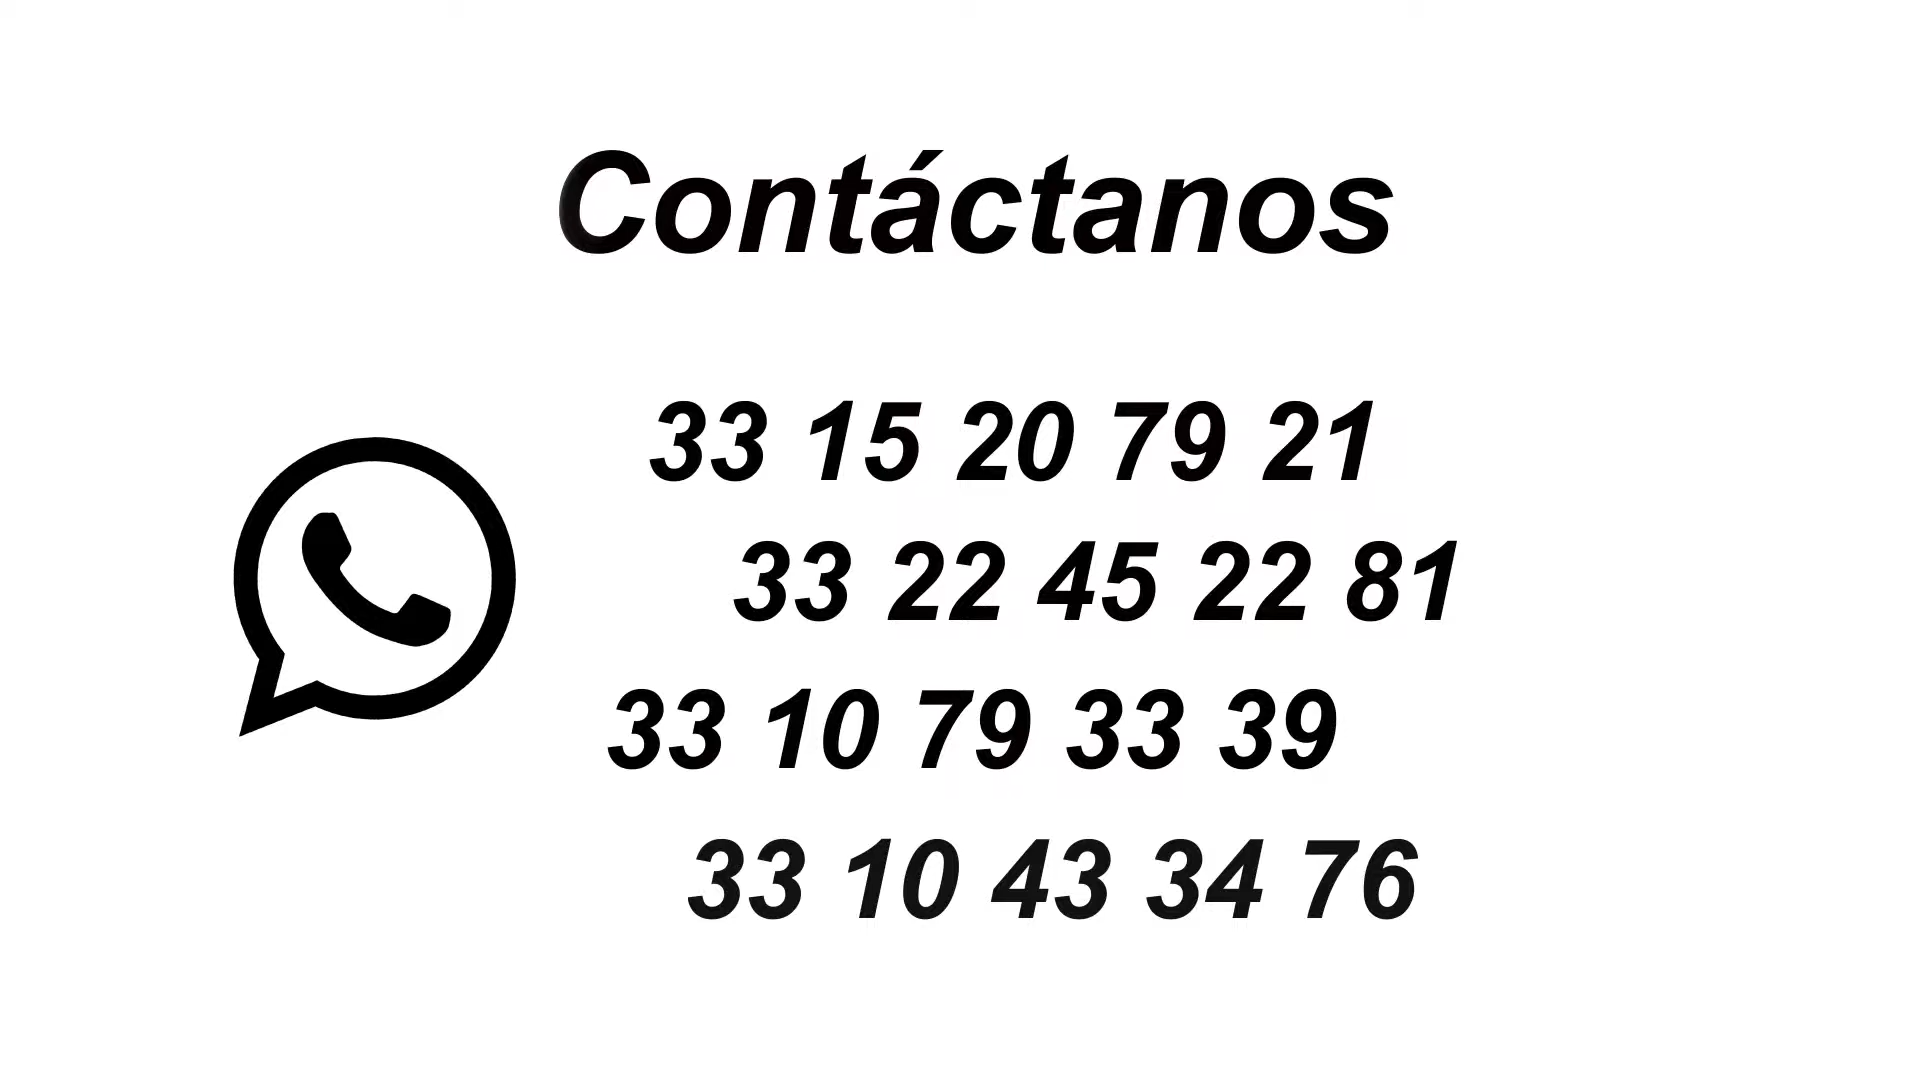 Contáctanos
33 15 20 79 21
33 22 45 22 81
33 10 79 33 39
33 10 43 34 76